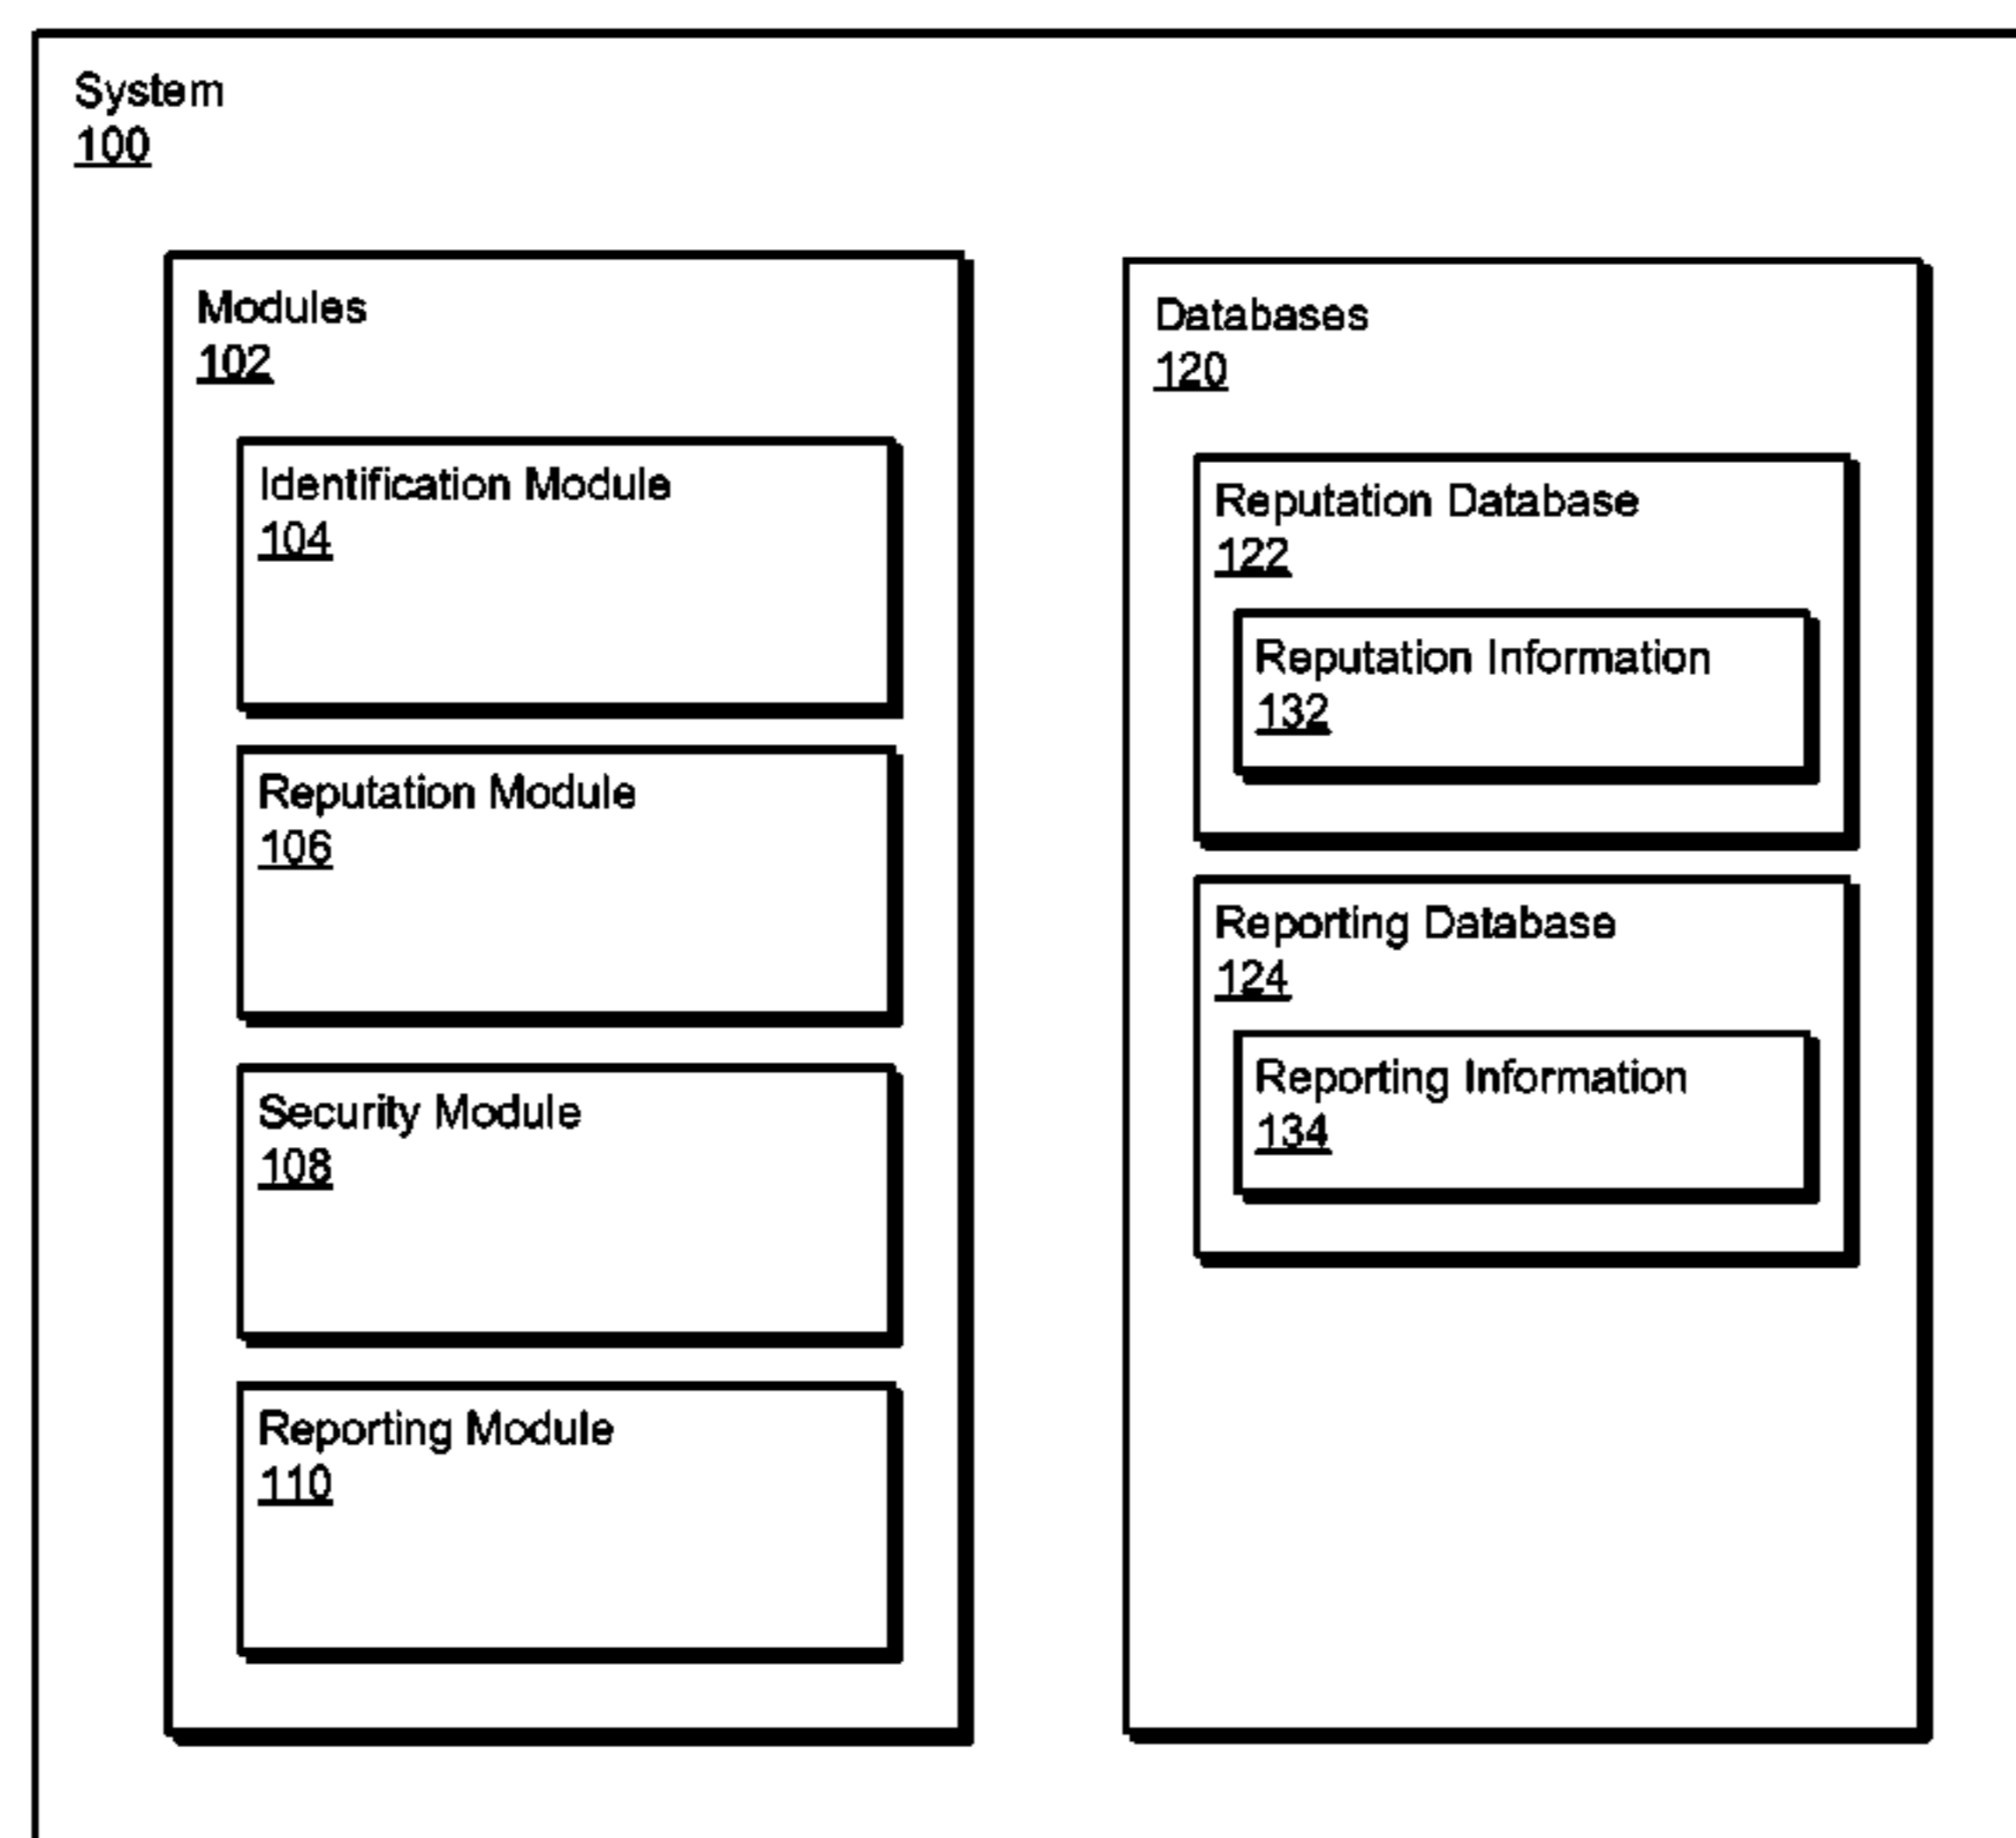 System
100
Modules
102
Identification Module
104
Reputation Module
106
Security Module
108
Reporting Module
110
Databases
120
Reputation Database
122
Reputation Information
132
Reporting Database
124
Reporting Information
134